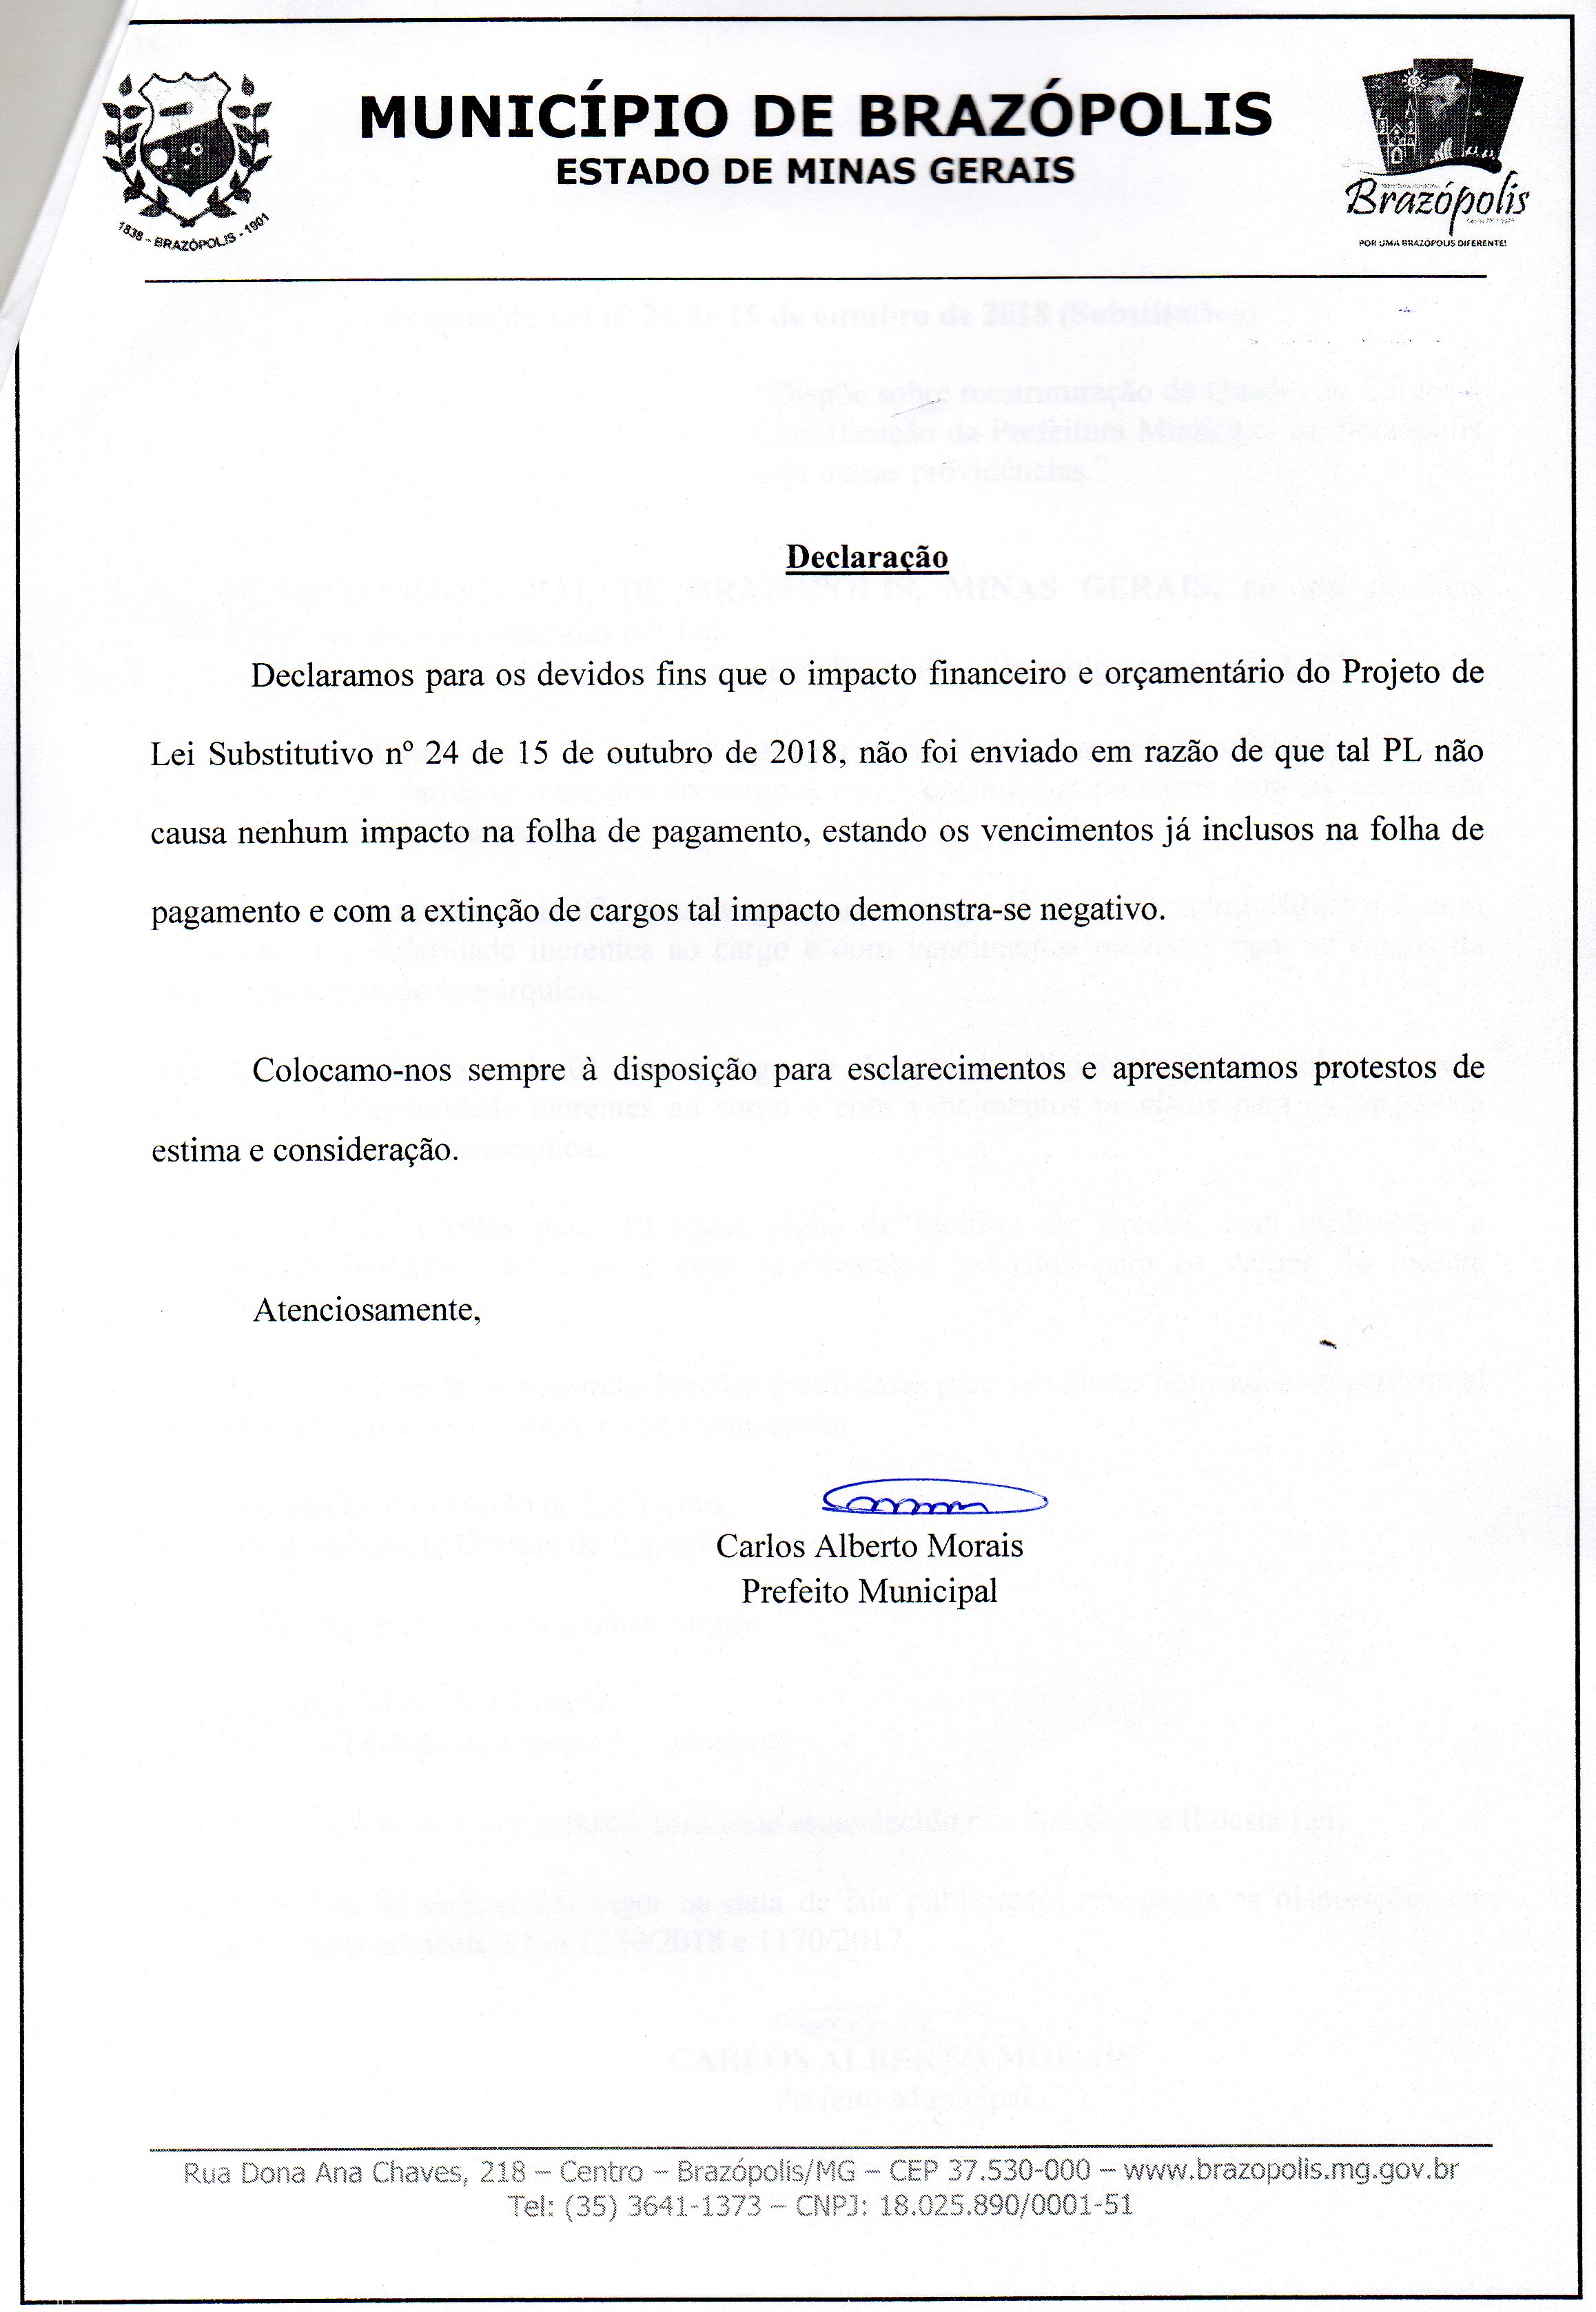 MUNICÍPIO DE BRAZÓPOLIS
ESTADO DE MINAS GERAIS
1838 - BRAZÓPOLIS - 1901
Brazópolis
POR UMA BRAZÓPOLIS DIFERENTE!
Declaração
Declaramos para os devidos fins que o impacto financeiro e orçamentário do Projeto de
Lei Substitutivo nº 24 de 15 de outubro de 2018, não foi enviado em razão de que tal PL não
causa nenhum impacto na folha de pagamento, estando os vencimentos já inclusos na folha de
pagamento e com a extinção de cargos tal impacto demonstra-se negativo.
Colocamo-nos sempre à disposição para esclarecimentos e apresentamos protestos de
estima e consideração.
Atenciosamente,
Carlos Alberto Morais
Prefeito Municipal
Rua Dona Ana Chaves, 218 – Centro – Brazópolis/MG – CEP 37.530-000 – www.brazopolis.mg.gov.br
Tel: (35) 3641-1373 – CNPJ: 18.025.890/0001-51